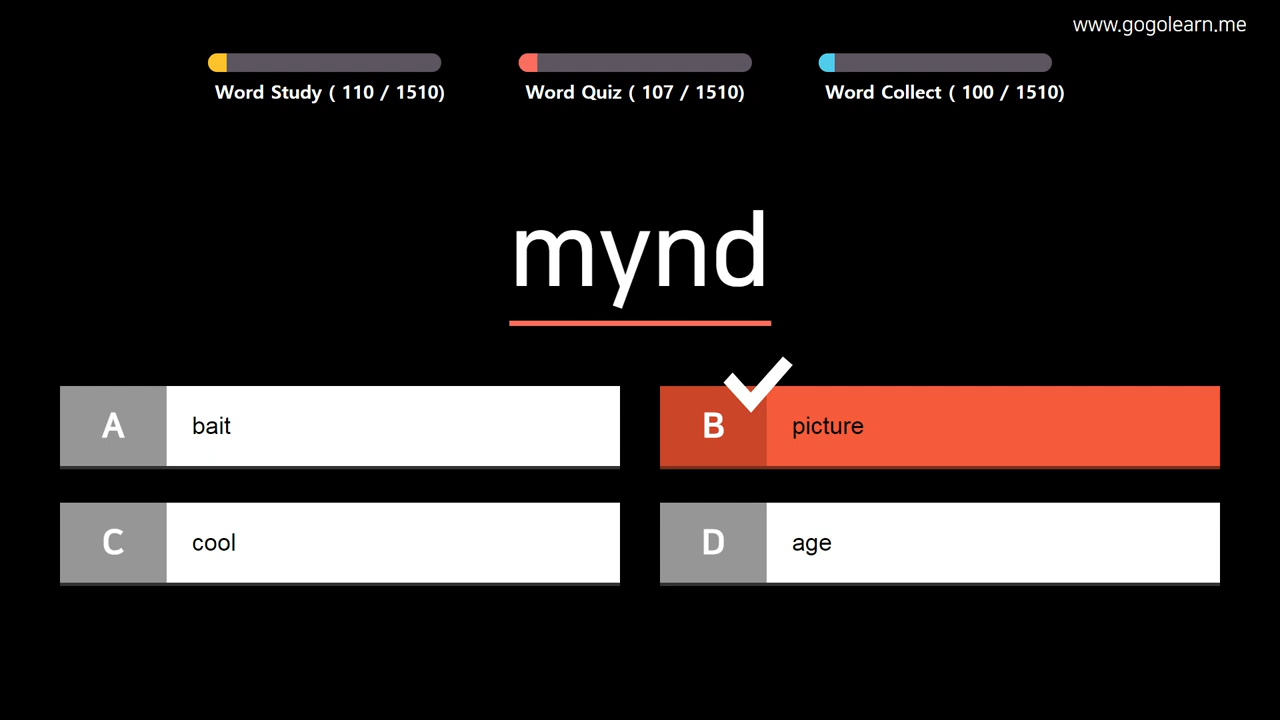 www.gogolearn.me
Word Study ( 110 / 1510)
Word Quiz ( 107 / 1510)
Word Collect ( 100 / 1510)
mynd
A bait
B picture
C cool
D age